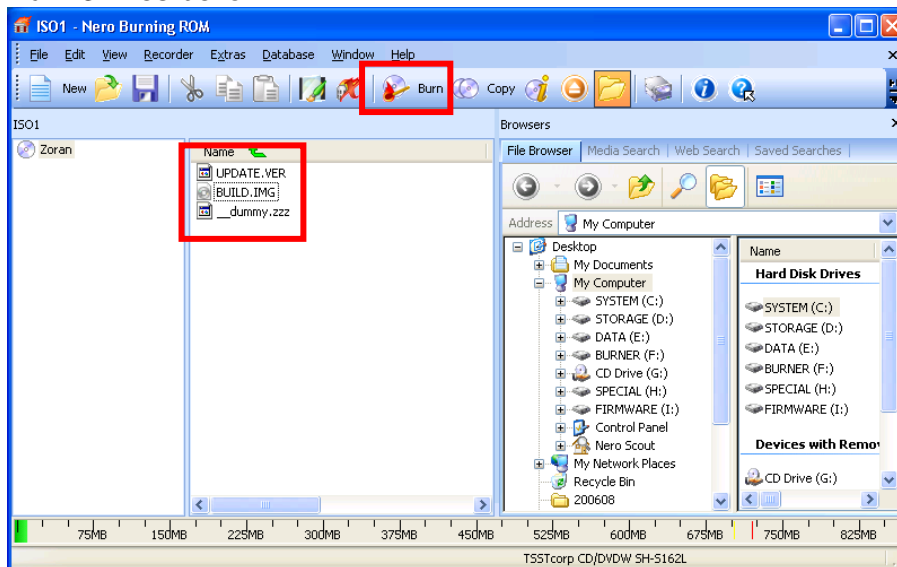 ISO1 - Nero Burning ROM
File Edit View Recorder Extras Database Window Help
New Burn Copy
ISO1
Browsers
Zoran
Name
UPDATE.VER
BUILD.IMG
__dummy.zzz
File Browser Media Search Web Search Saved Searches
Address My Computer
Desktop
My Documents
My Computer
SYSTEM (C:)
STORAGE (D:)
DATA (E:)
BURNER (F:)
CD Drive (G:)
SPECIAL (H:)
FIRMWARE (I:)
Control Panel
Nero Scout
My Network Places
Recycle Bin
200608
Name
Hard Disk Drives
SYSTEM (C:)
STORAGE (D:)
DATA (E:)
BURNER (F:)
SPECIAL (H:)
FIRMWARE (I:)
Devices with Remov
CD Drive (G:)
75MB 150MB 225MB 300MB 375MB 450MB 525MB 600MB 675MB 750MB 825MB
TSSTcorp CD/DVDW SH-S162L